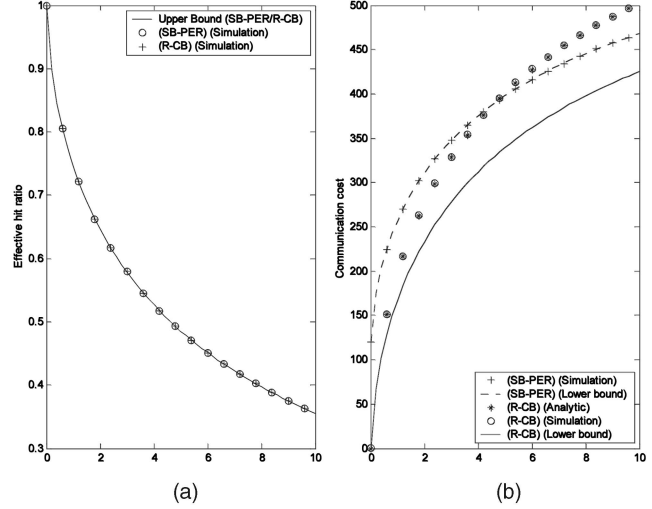 Upper Bound (SB-PER/R-CB)
(SB-PER) (Simulation)
(R-CB) (Simulation)
Effective hit ratio
1
0.9
0.8
0.7
0.6
0.5
0.4
0.3
0
2
4
6
8
10
(a)
Communication cost
500
450
400
350
300
250
200
150
100
50
0
(SB-PER) (Simulation)
(SB-PER) (Lower bound)
(R-CB) (Analytic)
(R-CB) (Simulation)
(R-CB) (Lower bound)
0
2
4
6
8
10
(b)